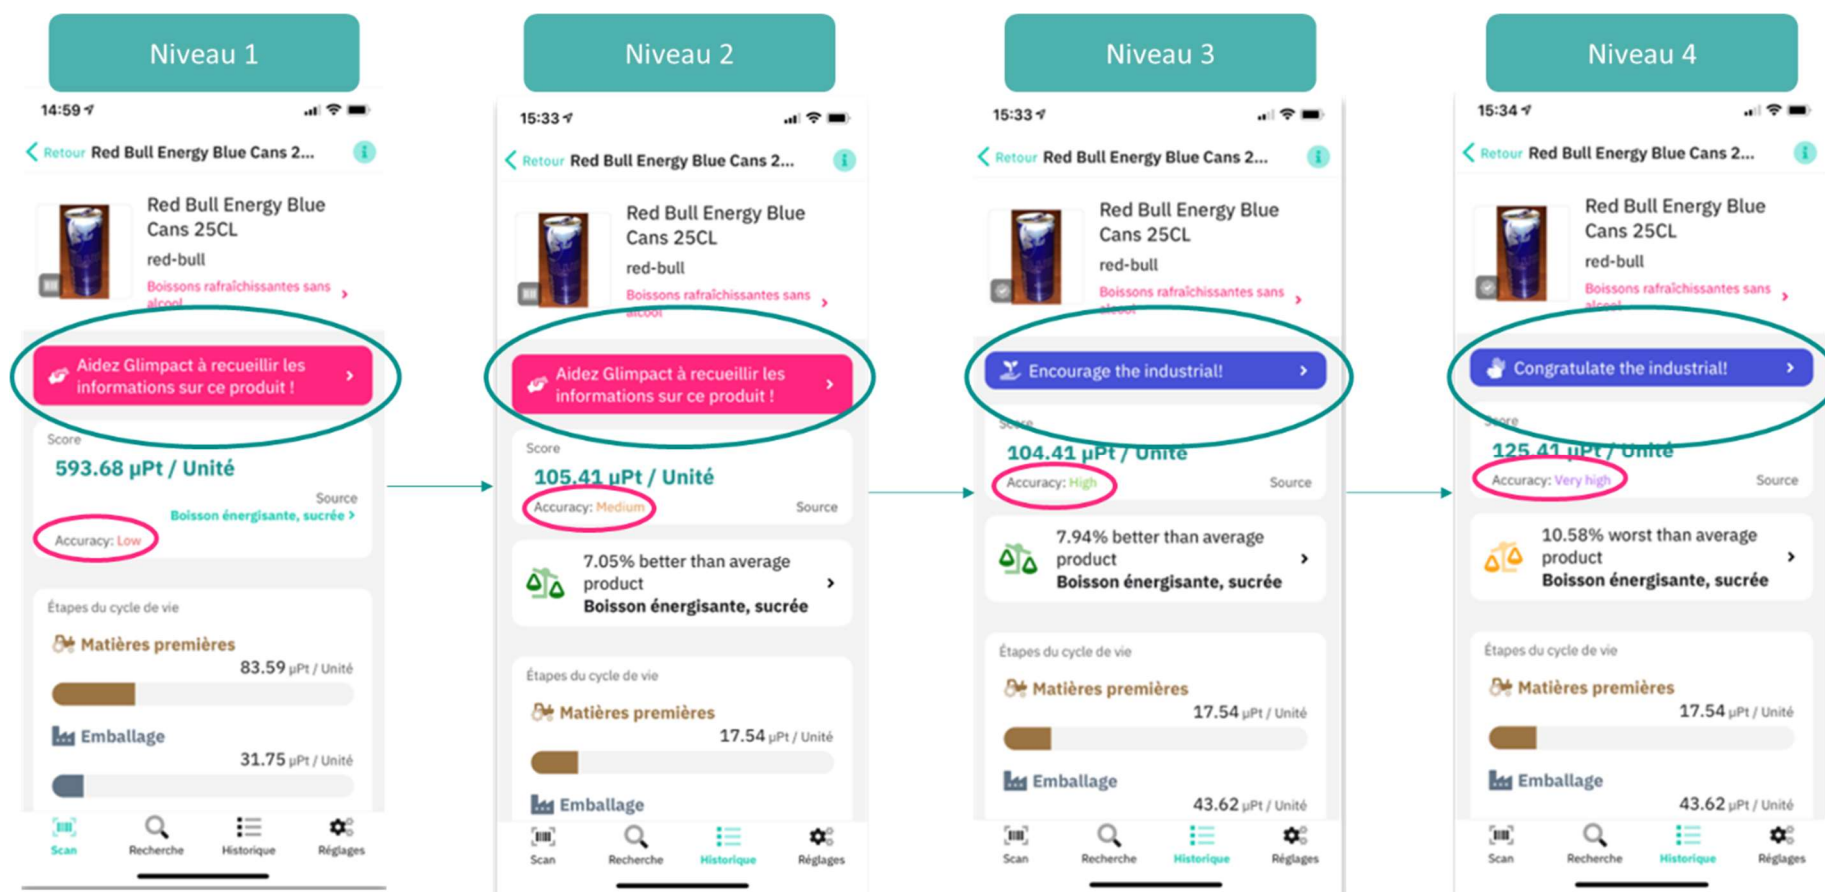 Niveau 1
14:59
Retour Red Bull Energy Blue Cans 2...
Red Bull Energy Blue
Cans 25CL
red-bull
Boissons rafraîchissantes sans
alcool
Aidez Glimpact à recueillir les
informations sur ce produit !
Score
593.68 µPt / Unité
Source
Boisson énergisante, sucrée
Accuracy: Low
Étapes du cycle de vie
Matières premières
83.59 µPt / Unité
Emballage
31.75 µPt / Unité
Scan
Recherche
Historique
Réglages
Niveau 2
15:33
Retour Red Bull Energy Blue Cans 2...
Red Bull Energy Blue
Cans 25CL
red-bull
Boissons rafraîchissantes sans
alcool
Aidez Glimpact à recueillir les
informations sur ce produit !
Score
105.41 µPt / Unité
Accuracy: Medium
Source
7.05% better than average
product
Boisson énergisante, sucrée
Étapes du cycle de vie
Matières premières
17.54 µPt / Unité
Emballage
Scan
Recherche
Historique
Réglages
Niveau 3
15:33
Retour Red Bull Energy Blue Cans 2...
Red Bull Energy Blue
Cans 25CL
red-bull
Boissons rafraîchissantes sans
alcool
Encourage the industrial!
Score
104.41 µPt / Unité
Accuracy: High
Source
7.94% better than average
product
Boisson énergisante, sucrée
Étapes du cycle de vie
Matières premières
17.54 µPt / Unité
Emballage
43.62 µPt / Unité
Scan
Recherche
Historique
Réglages
Niveau 4
15:34
Retour Red Bull Energy Blue Cans 2...
Red Bull Energy Blue
Cans 25CL
red-bull
Boissons rafraîchissantes sans
alcool
Congratulate the industrial!
Score
125.41 µPt / Unité
Accuracy: Very high
Source
10.58% worst than average
product
Boisson énergisante, sucrée
Étapes du cycle de vie
Matières premières
17.54 µPt / Unité
Emballage
43.62 µPt / Unité
Scan
Recherche
Historique
Réglages